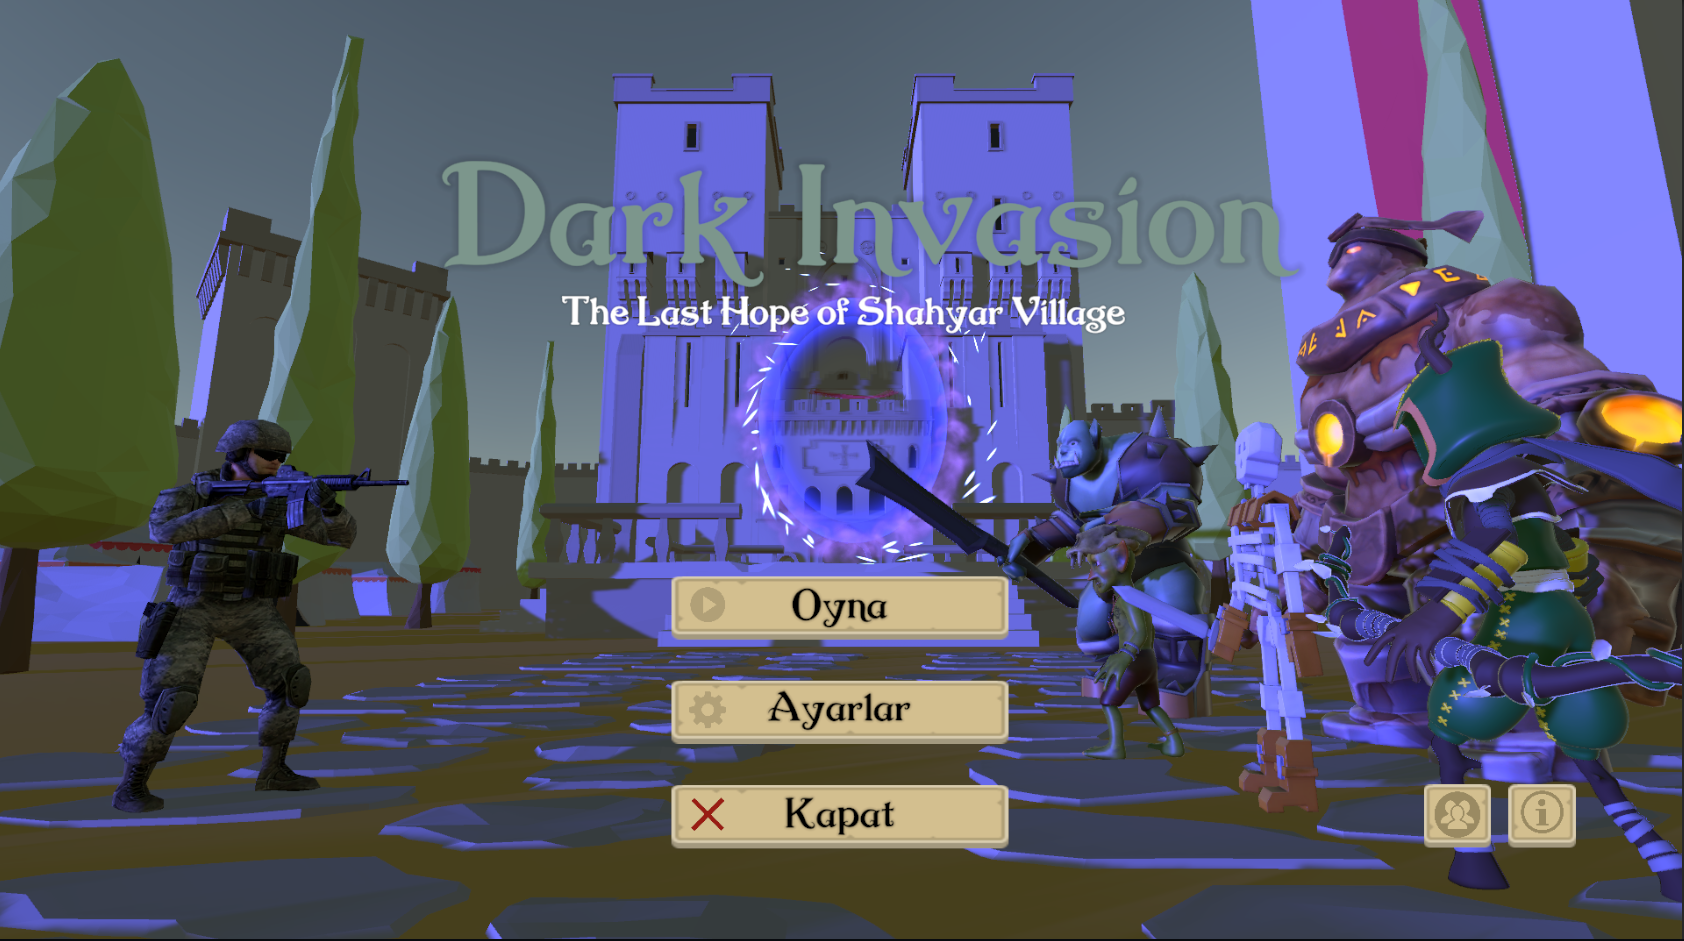 Dark Invasion
The Last Hope of Shahyar Village
Oyna
Ayarlar
Kapat